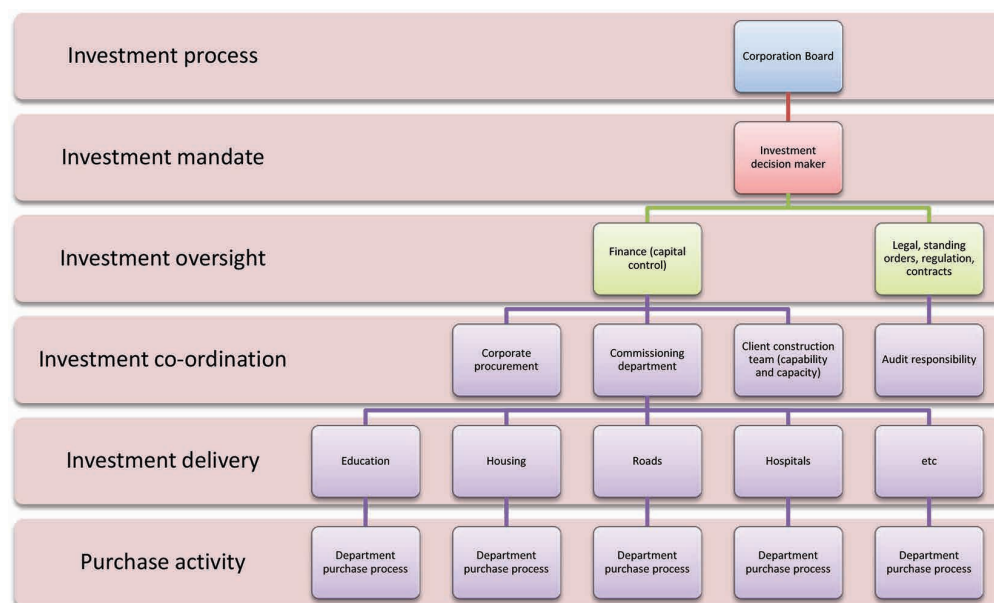 Investment process
Corporation Board
Investment mandate
Investment
decision maker
Investment oversight
Finance (capital
control)
Legal, standing
orders, regulation,
contracts
Investment co-ordination
Corporate
procurement
Commissioning
department
Client construction
team (capability
and capacity)
Audit responsibility
Investment delivery
Education
Housing
Roads
Hospitals
etc
Purchase activity
Department
purchase process
Department
purchase process
Department
purchase process
Department
purchase process
Department
purchase process